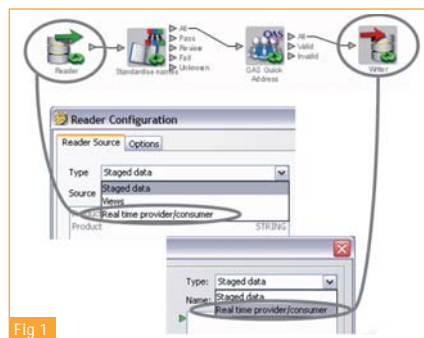 All
Pass
Review
Fail
Unknown
Reader
Standardise names
QAS
All
Valid
Invalid
QAS Quick
Address
Writer
Reader Configuration
Reader Source Options
Type Staged data
Source Staged data
Views
Real time provider/consumer
Product STRING
Type: Staged data
Name: Staged data
Real time provider/consumer
Fig 1